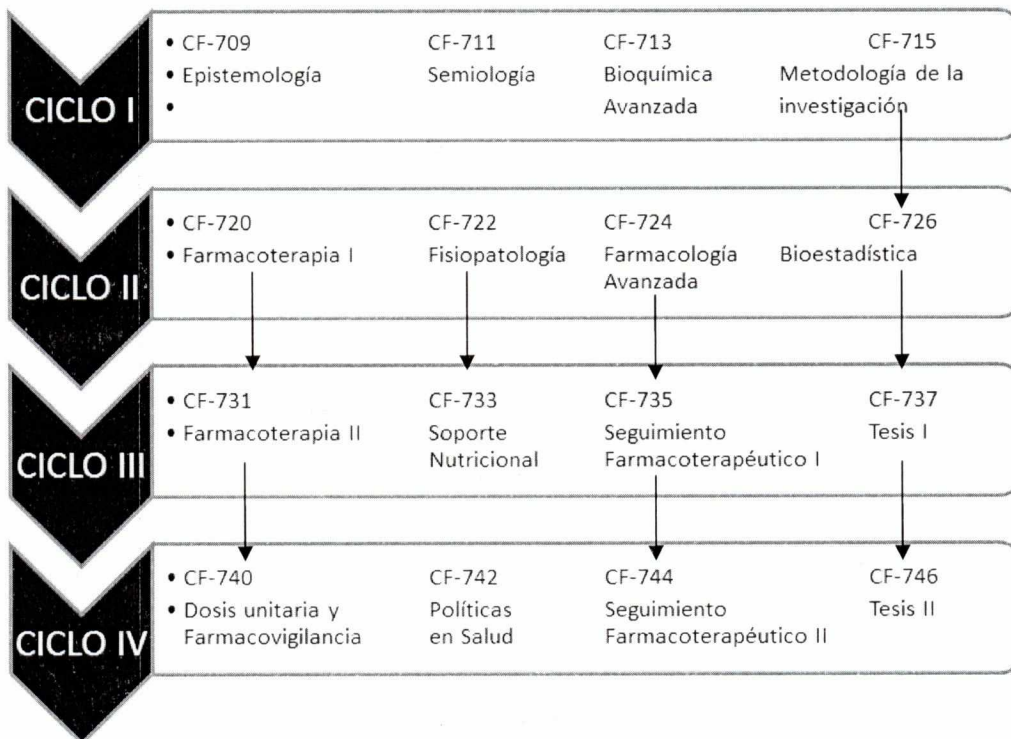 CICLO I
• CF-709 CF-711 CF-713 CF-715
• Epistemología Semiología Bioquímica Metodología de la
• Avanzada investigación
CICLO II
• CF-720 CF-722 CF-724 CF-726
• Farmacoterapia I Fisiopatología Farmacología Bioestadística
Avanzada
CICLO III
• CF-731 CF-733 CF-735 CF-737
• Farmacoterapia II Soporte Seguimiento Tesis I
Nutricional Farmacoterapéutico I
CICLO IV
• CF-740 CF-742 CF-744 CF-746
• Dosis unitaria y Políticas Seguimiento Tesis II
Farmacovigilancia en Salud Farmacoterapéutico II